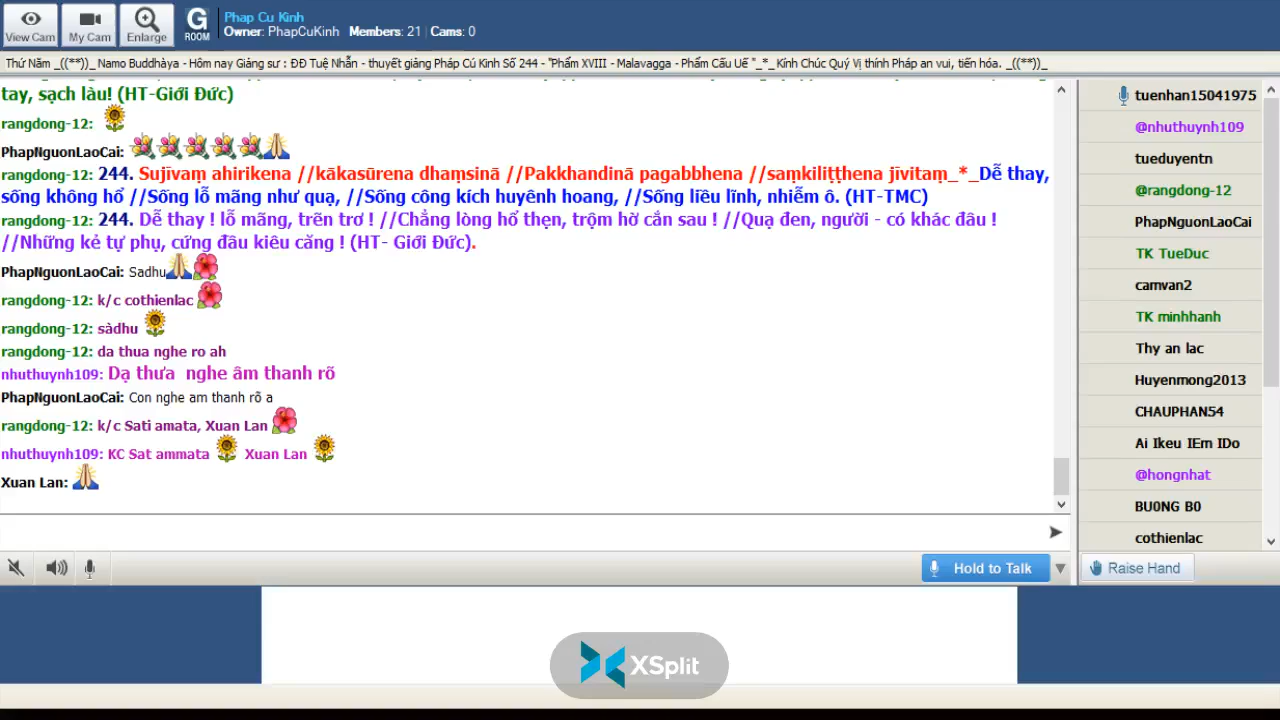 View Cam
My Cam
Enlarge
G
ROOM
Phap Cu Kinh
Owner: PhapCuKinh Members: 21 | Cams: 0
Thứ Năm _((**))_ Namo Buddhàya - Hôm nay Giảng sư : ĐĐ Tuệ Nhẫn - thuyết giảng Pháp Cú Kinh Số 244 - "Phẩm XVIII - Malavagga - Phẩm Cấu Uế "_*_ Kính Chúc Quý Vị thính Pháp an vui, tiến hóa. _((**))_
tay, sạch làu! (HT-Giới Đức)
rangdong-12:
PhapNguonLaoCai:
rangdong-12: 244. Sujīvaṃ ahirikena //kākasūrena dhaṃsinā //Pakkhandinā pagabbhena //saṃkiliṭṭhena jīvitaṃ_*_Dễ thay,
sống không hổ //Sống lỗ mãng như quạ, //Sống công kích huyênh hoang, //Sống liều lĩnh, nhiễm ô. (HT-TMC)
rangdong-12: 244. Dễ thay ! lỗ mãng, trẽn trơ ! //Chẳng lòng hổ thẹn, trộm hờ cắn sau ! //Quạ đen, người - có khác đâu !
//Những kẻ tự phụ, cứng đầu kiêu căng ! (HT- Giới Đức).
PhapNguonLaoCai: Sadhu
rangdong-12: k/c cothienlac
rangdong-12: sàdhu
rangdong-12: da thua nghe ro ah
nhuthuynh109: Dạ thưa nghe âm thanh rõ
PhapNguonLaoCai: Con nghe am thanh rõ a
rangdong-12: k/c Sati amata, Xuan Lan
nhuthuynh109: KC Sat ammata Xuan Lan
Xuan Lan:
Hold to Talk
tuenhan15041975
@nhuthuynh109
tueduyentn
@rangdong-12
PhapNguonLaoCai
TK TueDuc
camvan2
TK minhhanh
Thy an lac
Huyenmong2013
CHAUPHAN54
Ai Ikeu IEm IDo
@hongnhat
BU0NG B0
cothienlac
Raise Hand
XSplit